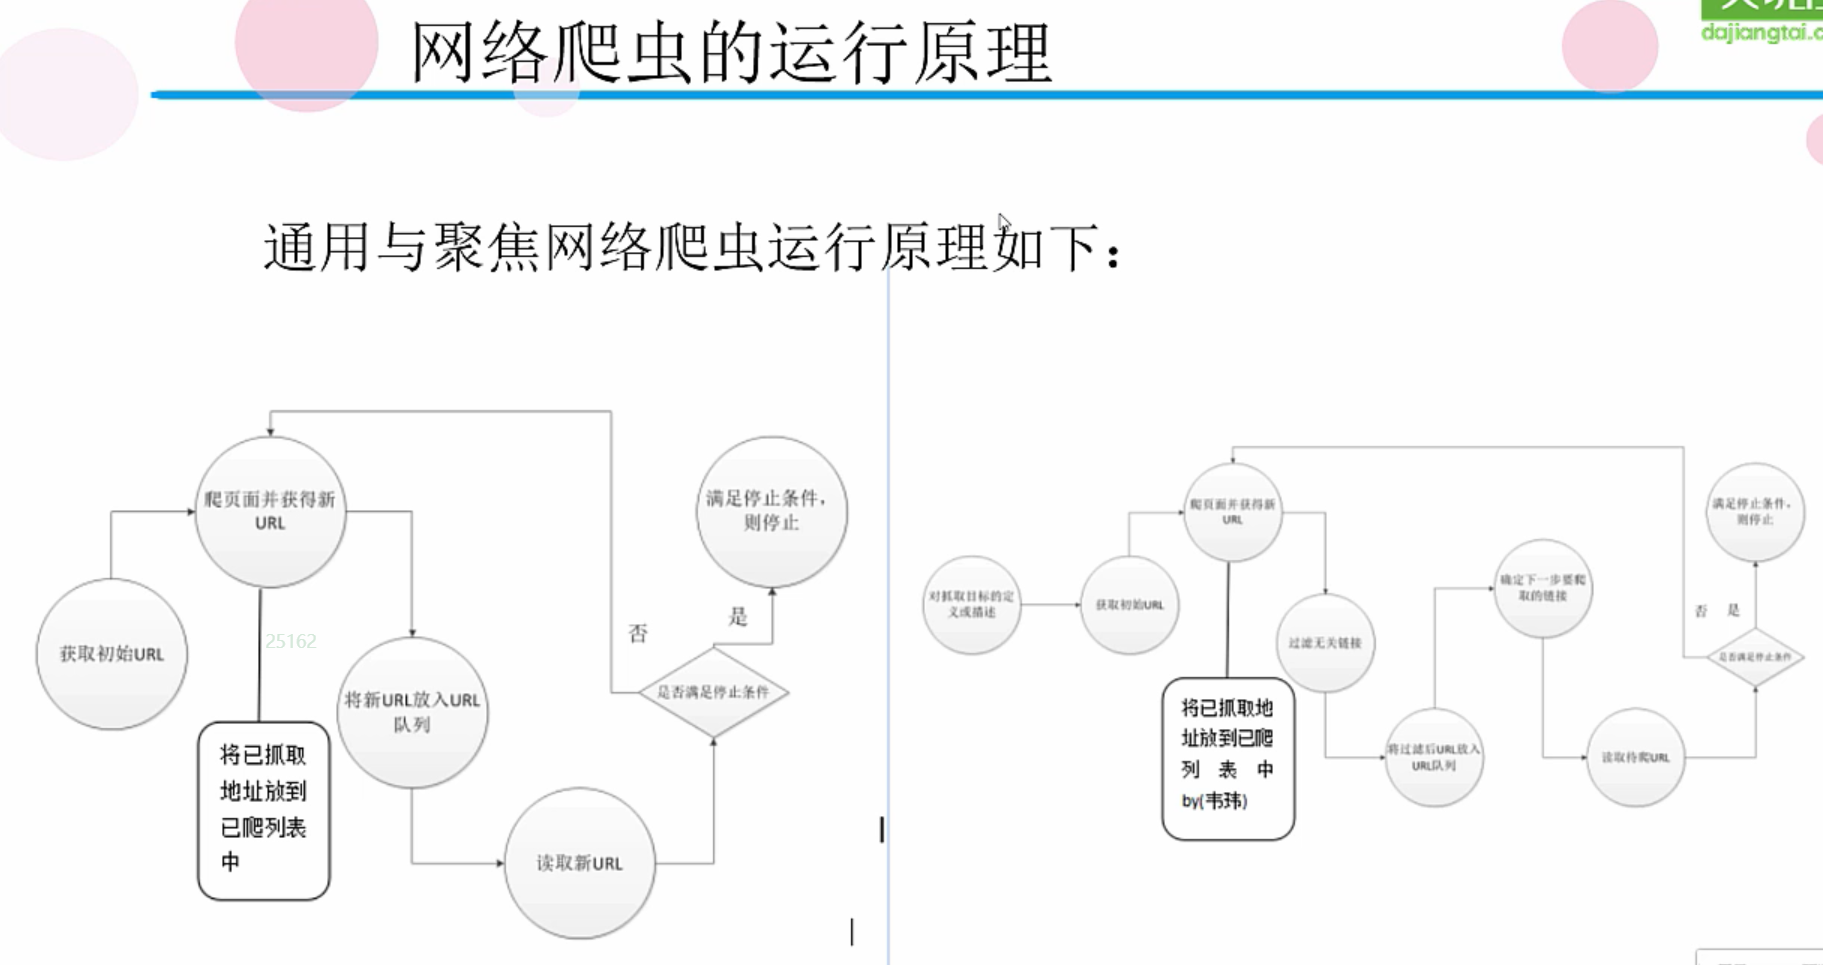 网络爬虫的运行原理
dajiangtai.c
通用与聚焦网络爬虫运行原理如下：
爬页面并获得新
URL
满足停止条件，
则停止
获取初始URL
25162
将新URL放入URL
队列
否
是
是否满足停止条件
将已抓取
地址放到
已爬列表
中
读取新URL
对抓取目标的定
义或描述
获取初始URL
爬页面并获得新
URL
过滤无关链接
将已抓取地
址放到已爬
列表中
by(韦玮)
将过滤后URL放入
URL队列
确定下一步要爬
取的链接
读取待爬URL
否
是
是否满足停止条件
满足停止条件，
则停止